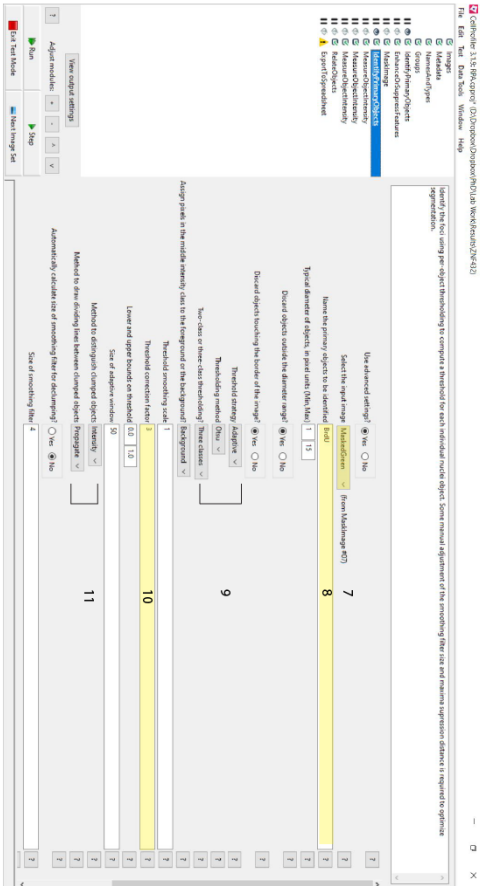 CellProfiler 3.1.9: RPA.cpproj* (D:\Dropbox\Dropbox\PhD\Lab Work\Results\ZNF432)
File Edit Test Data Tools Window Help
Images
Metadata
NamesAndTypes
Groups
IdentifyPrimaryObjects
EnhanceOrSuppressFeatures
MaskImage
IdentifyPrimaryObjects
MeasureObjectIntensity
MeasureObjectIntensity
MeasureObjectIntensity
RelateObjects
ExportToSpreadsheet
View output settings
? Adjust modules: + - ^ v
Run Step
Exit Test Mode Next Image Set
Identify the foci using per-object thresholding to compute a threshold for each individual nuclei object. Some manual adjustment of the smoothing filter size and maxima supression distance is required to optimize
segmentation.
Use advanced settings? Yes No ?
Select the input image MaskedGreen (from MaskImage #07) 7 ?
Name the primary objects to be identified BrdU 8 ?
Typical diameter of objects, in pixel units (Min,Max) 1 15 ?
Discard objects outside the diameter range? Yes No ?
Discard objects touching the border of the image? Yes No ?
Threshold strategy Adaptive ?
Thresholding method Otsu 9 ?
Two-class or three-class thresholding? Three classes ?
Assign pixels in the middle intensity class to the foreground or the background? Background ?
Threshold smoothing scale 1 ?
Threshold correction factor 3 10 ?
Lower and upper bounds on threshold 0.0 1.0 ?
Size of adaptive window 50 ?
Method to distinguish clumped objects Intensity ?
Method to draw dividing lines between clumped objects Propagate 11 ?
Automatically calculate size of smoothing filter for declumping? Yes No ?
Size of smoothing filter 4 ?